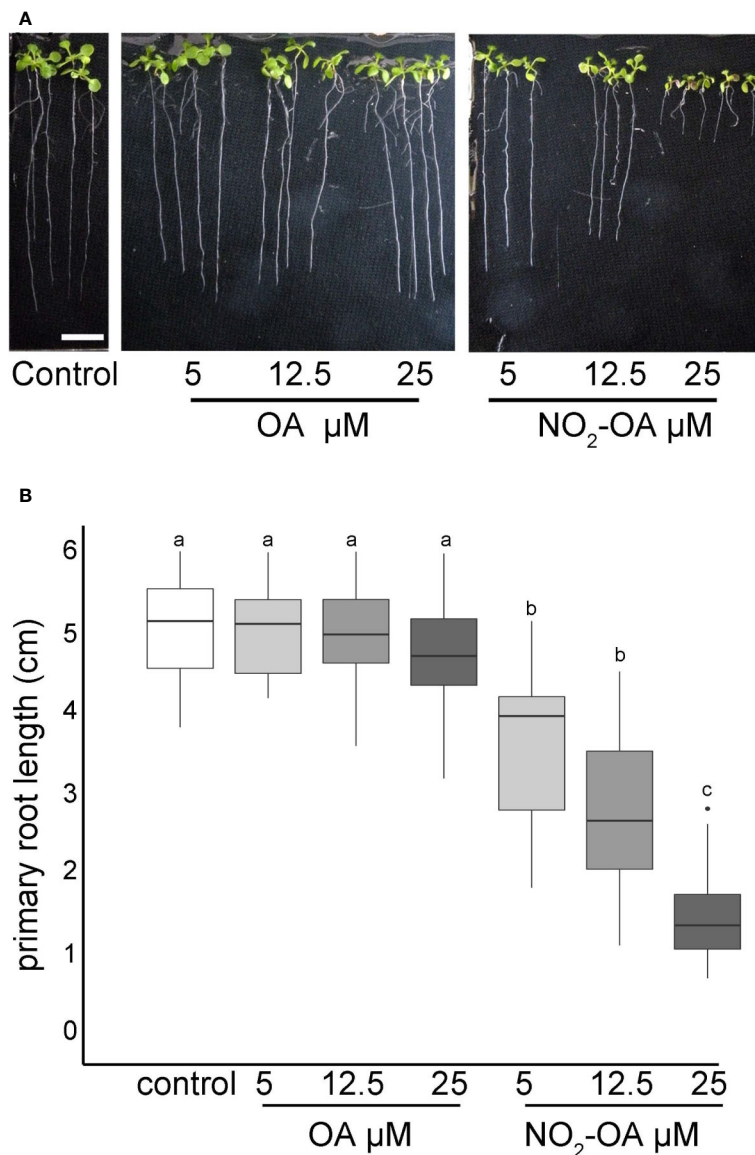 A
Control 5 12.5 25 5 12.5 25
OA µM NO₂-OA µM
B
primary root length (cm)
6
5
4
3
2
1
0
a a a a b b c
control 5 12.5 25 5 12.5 25
OA µM NO₂-OA µM